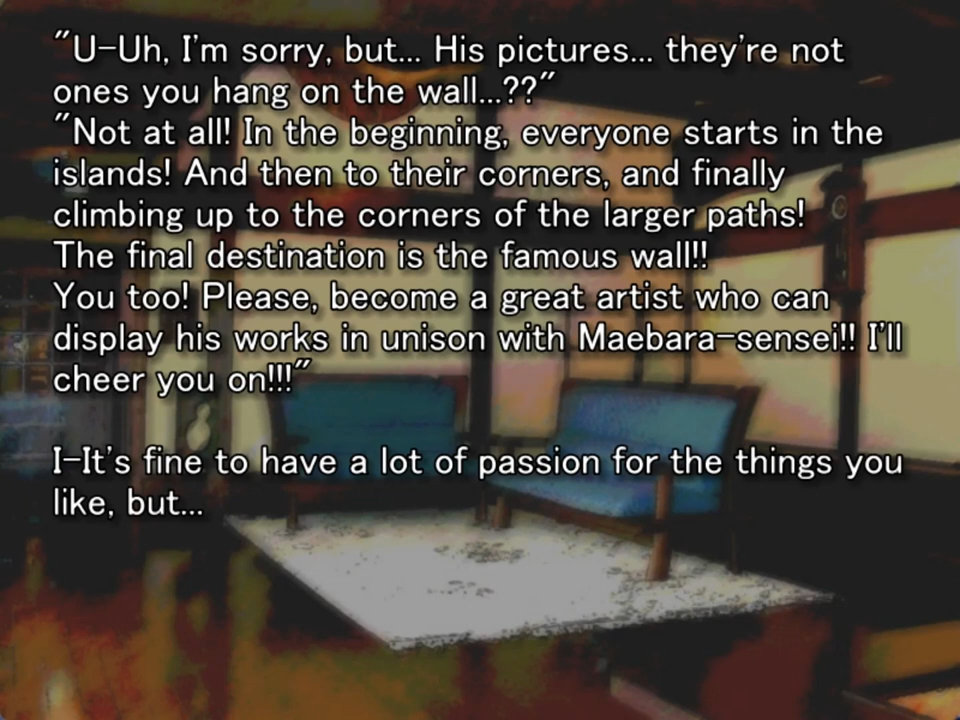 "U-Uh, I'm sorry, but... His pictures... they're not
ones you hang on the wall...??"
"Not at all! In the beginning, everyone starts in the
islands! And then to their corners, and finally
climbing up to the corners of the larger paths!
The final destination is the famous wall!!
You too! Please, become a great artist who can
display his works in unison with Maebara-sensei!! I'll
cheer you on!!!"
I-It's fine to have a lot of passion for the things you
like, but...